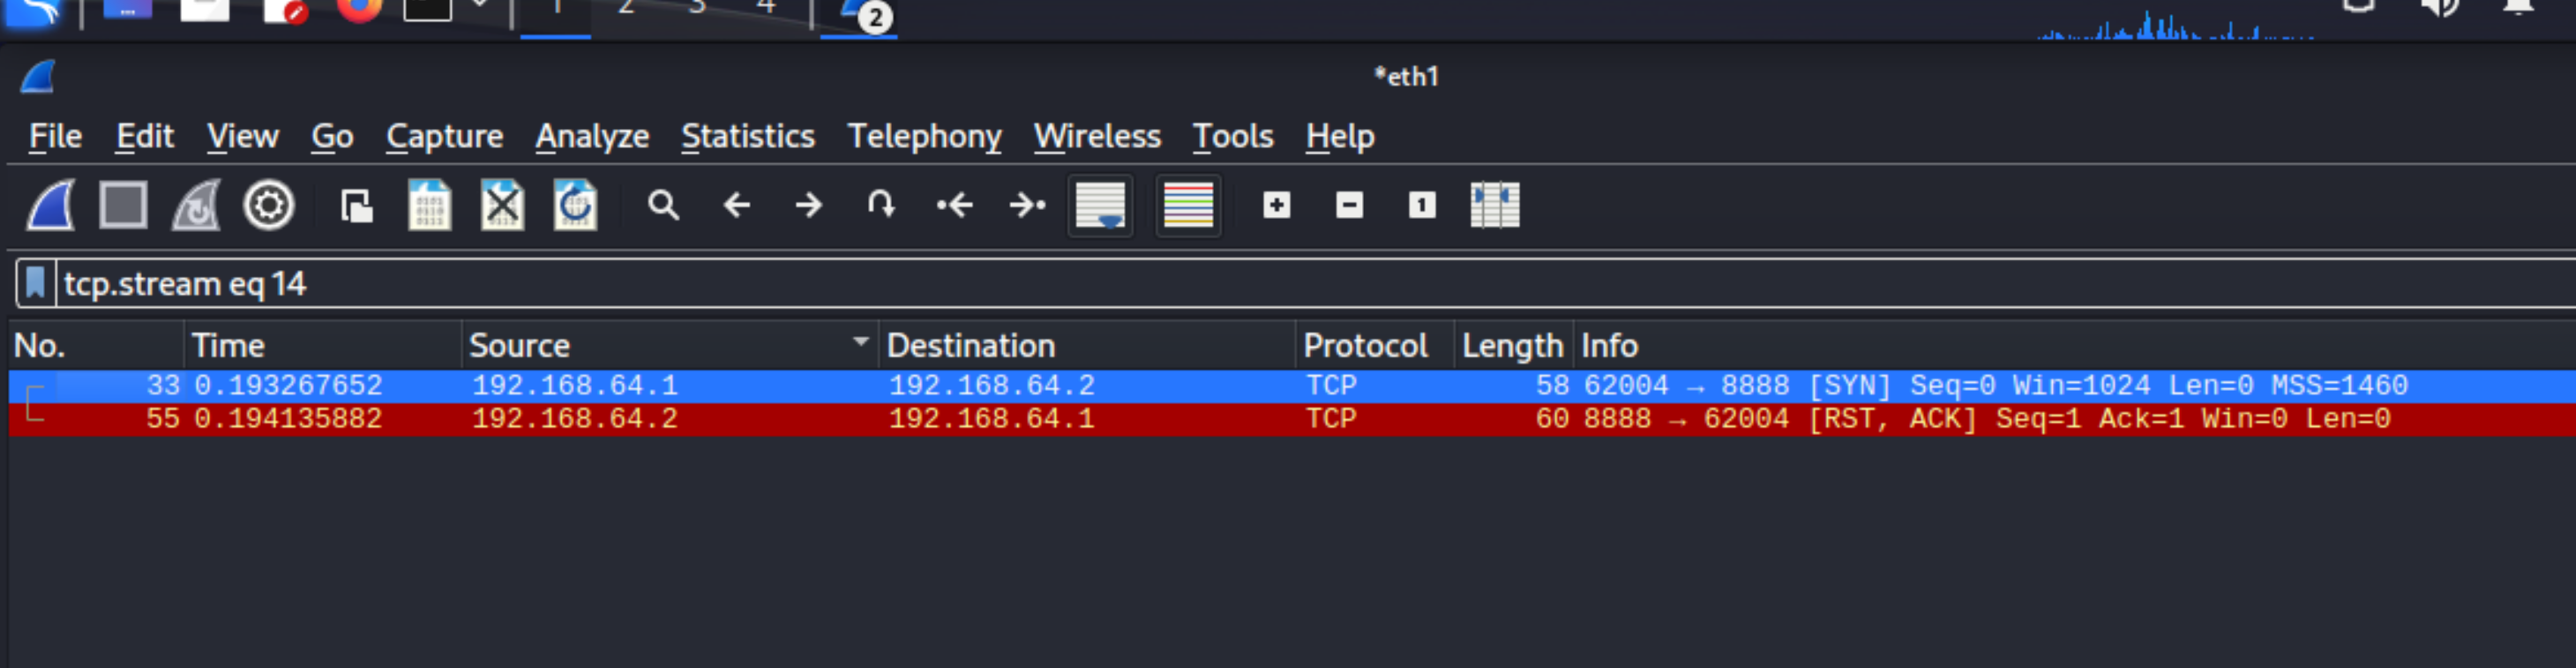 1 2 3 4 2
*eth1
File Edit View Go Capture Analyze Statistics Telephony Wireless Tools Help
tcp.stream eq 14
No. Time Source Destination Protocol Length Info
33 0.193267652 192.168.64.1 192.168.64.2 TCP 58 62004 → 8888 [SYN] Seq=0 Win=1024 Len=0 MSS=1460
55 0.194135882 192.168.64.2 192.168.64.1 TCP 60 8888 → 62004 [RST, ACK] Seq=1 Ack=1 Win=0 Len=0